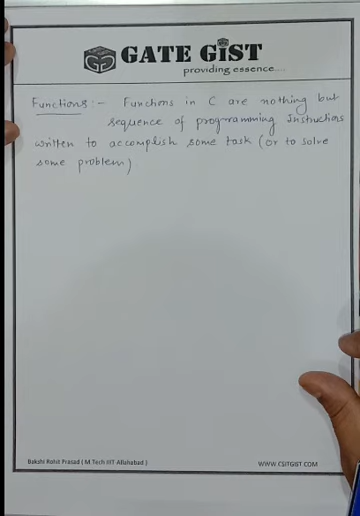 GATE GIST
providing essence....
Functions :- Functions in C are nothing but
sequence of programming Instructions
written to accomplish some task (or to solve
some problem)
Bakshi Rohit Prasad ( M Tech IIIT Allahabad )
WWW.CSITGIST.COM